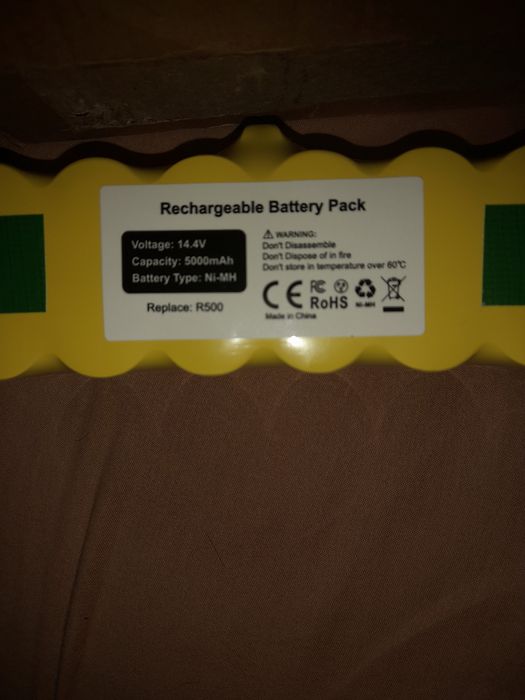 Rechargeable Battery Pack
Voltage: 14.4V
Capacity: 5000mAh
Battery Type: Ni-MH
Replace: R500
⚠ WARNING:
Don't Disassemble
Don't Dispose of in fire
Don't store in temperature over 60℃
CE FC RoHS Ni-MH
Made in China